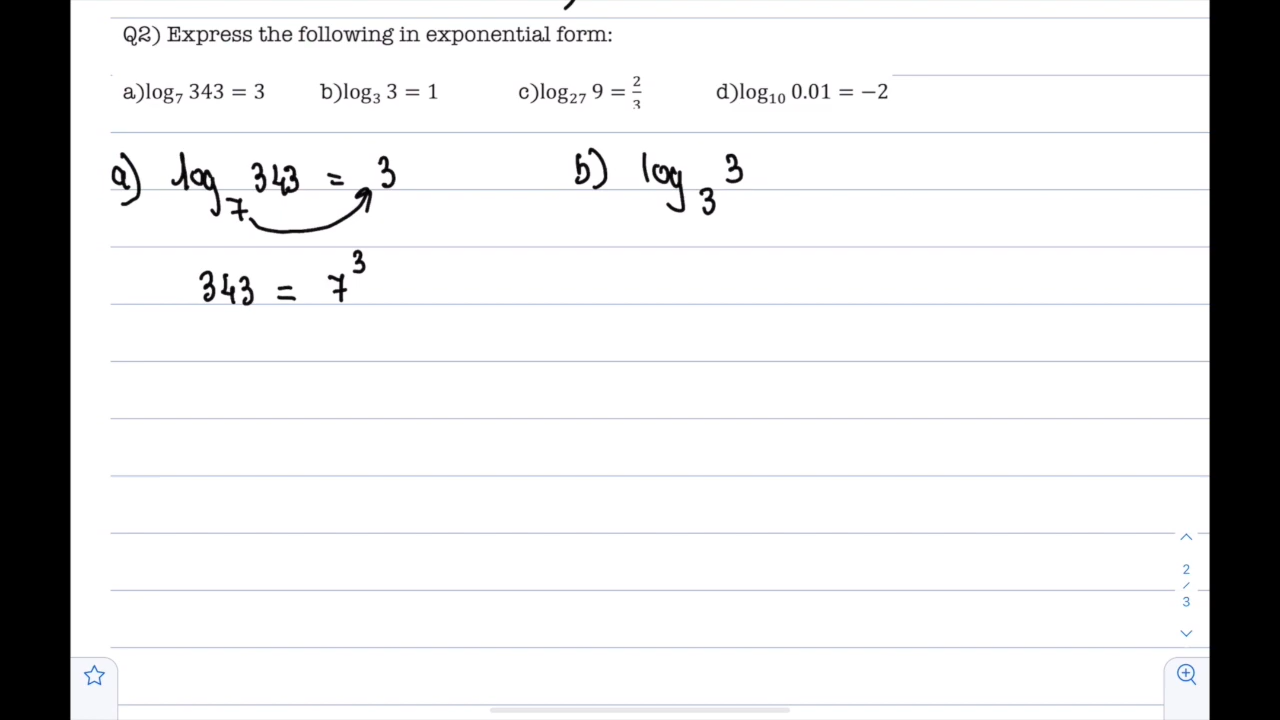 Q2) Express the following in exponential form:
a)log₇ 343 = 3 b)log₃ 3 = 1 c)log₂₇ 9 = 2/3 d)log₁₀ 0.01 = −2
a) log₇ 343 = 3 b) log₃ 3
343 = 7³
2
/
3